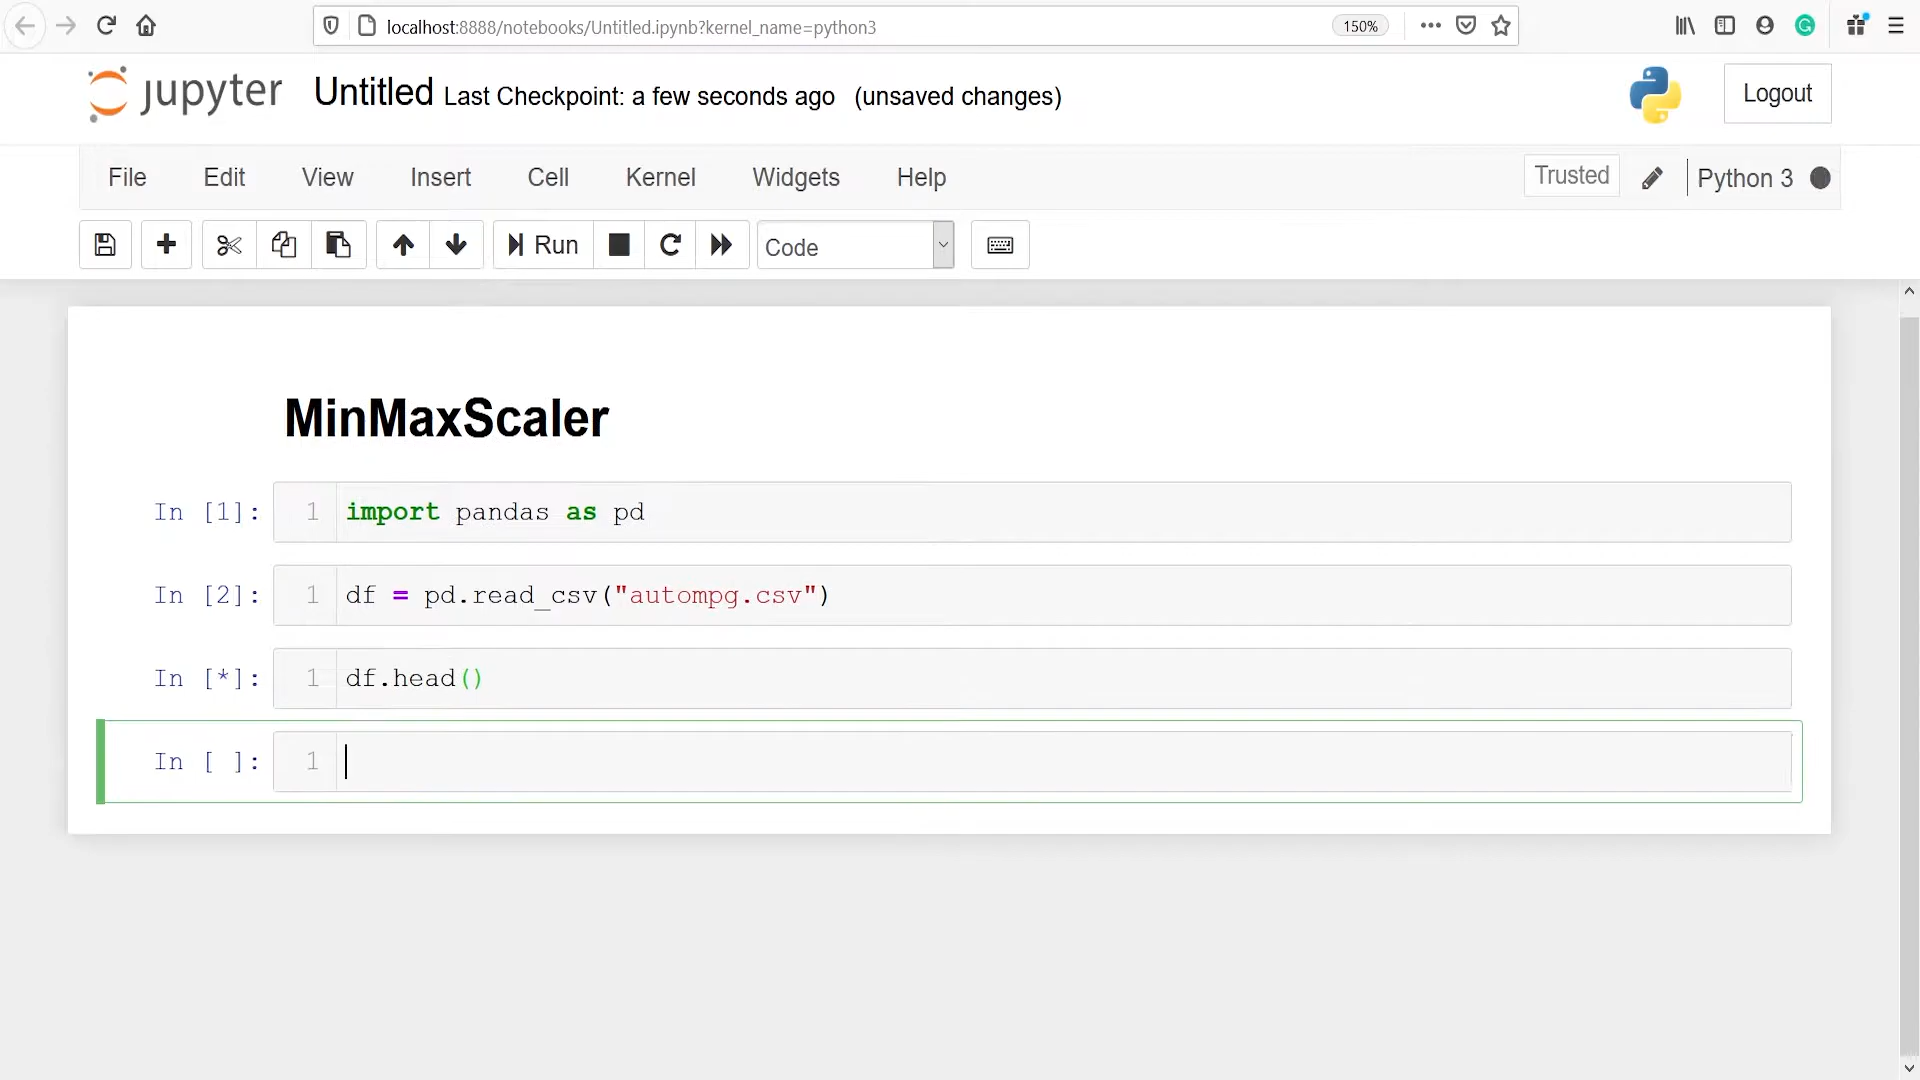 localhost:8888/notebooks/Untitled.ipynb?kernel_name=python3 150%
jupyter Untitled Last Checkpoint: a few seconds ago (unsaved changes) Logout
File Edit View Insert Cell Kernel Widgets Help Trusted Python 3
Run Code
MinMaxScaler
In [1]: 1 import pandas as pd
In [2]: 1 df = pd.read_csv("autompg.csv")
In [*]: 1 df.head()
In [ ]: 1